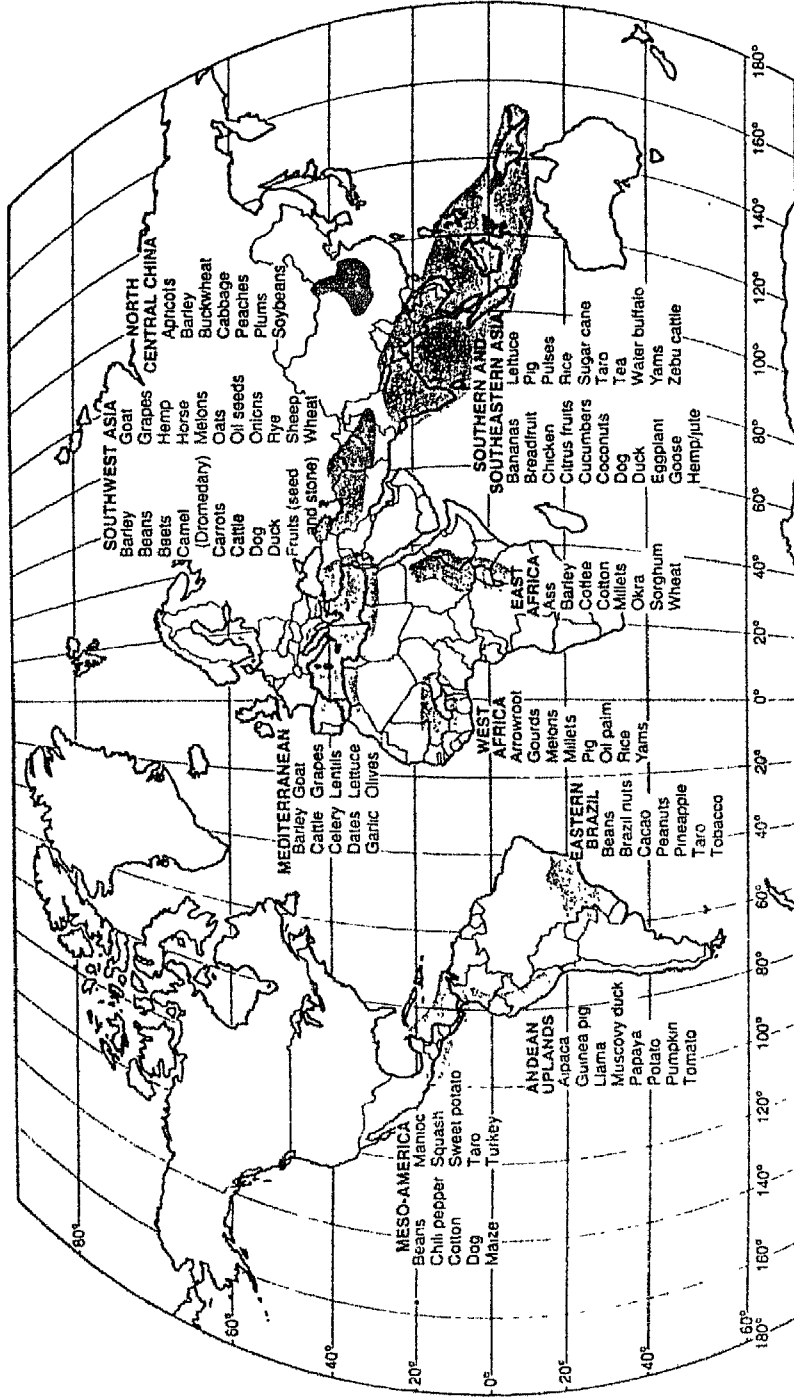 NORTH
CENTRAL CHINA
Apricots
Barley
Buckwheat
Cabbage
Peaches
Plums
Soybeans
SOUTHWEST ASIA
Barley Goat
Beans Grapes
Beets Hemp
Camel Horse
(Dromedary) Melons
Carrots Oats
Cattle Oil seeds
Dog Onions
Duck Rye
Fruits (seed Sheep
and stone) Wheat
MEDITERRANEAN
Barley Goat
Cattle Grapes
Celery Lentils
Dates Lettuce
Garlic Olives
SOUTHERN AND
SOUTHEASTERN ASIA
Bananas Lettuce
Breadfruit Pig
Chicken Pulses
Citrus fruits Rice
Cucumbers Sugar cane
Coconuts Taro
Dog Tea
Duck Water buffalo
Eggplant Yams
Goose Zebu cattle
Hemp/jute
EAST
AFRICA
Ass
Barley
Coffee
Cotton
Millets
Okra
Sorghum
Wheat
WEST
AFRICA
Arrowroot
Gourds
Melons
Millets
Pig
Oil palm
Rice
Yams
EASTERN
BRAZIL
Beans
Brazil nuts
Cacao
Peanuts
Pineapple
Taro
Tobacco
MESO-AMERICA
Beans Manioc
Chili pepper Squash
Cotton Sweet potato
Dog Taro
Maize Turkey
ANDEAN
UPLANDS
Alpaca
Guinea pig
Llama
Muscovy duck
Papaya
Potato
Pumpkin
Tomato
80°
60°
40°
20°
0°
20°
40°
60°
180° 160° 140° 120° 100° 80° 60° 40° 20° 0° 20° 40° 60° 80° 100° 120° 140° 160° 180°